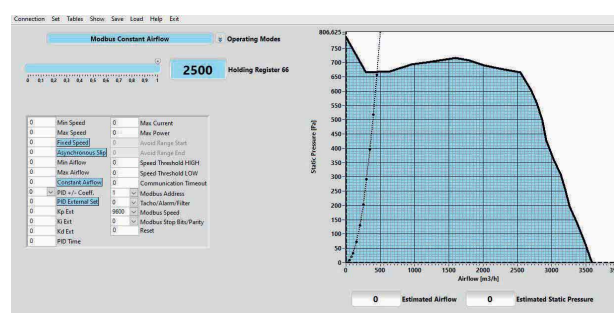 Connection Set Tables Show Save Load Help Exit
Modbus Constant Airflow
Operating Modes
0 0,1 0,2 0,3 0,4 0,5 0,6 0,7 0,8 0,9 1
2500 Holding Register 66
0 Min Speed 0 Max Current
0 Max Speed 0 Max Power
0 Fixed Speed 0 Avoid Range Start
0 Asynchronous Slip 0 Avoid Range End
0 Min Airflow 0 Speed Threshold HIGH
0 Max Airflow 0 Speed Threshold LOW
0 Constant Airflow 0 Communication Timeout
0 PID +/- Coeff. 1 Modbus Address
0 PID External Set 0 Tacho/Alarm/Filter
0 Kp Ext 9600 Modbus Speed
0 Ki Ext 0 Modbus Stop Bits/Parity
0 Kd Ext 0 Reset
0 PID Time
806,625
750
700
650
600
550
500
450
400
350
300
250
200
150
100
50
0
Static Pressure [Pa]
0 500 1000 1500 2000 2500 3000 3500
Airflow [m3/h]
0 Estimated Airflow 0 Estimated Static Pressure